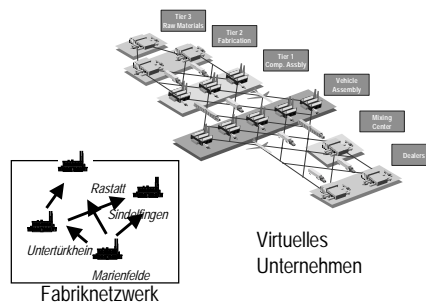 Tier 3
Raw Materials
Tier 2
Fabrication
Tier 1
Comp. Assbly
Vehicle
Assembly
Mixing
Center
Dealers
Rastatt
Sindelfingen
Untertürkhein
Marienfelde
Fabriknetzwerk
Virtuelles
Unternehmen